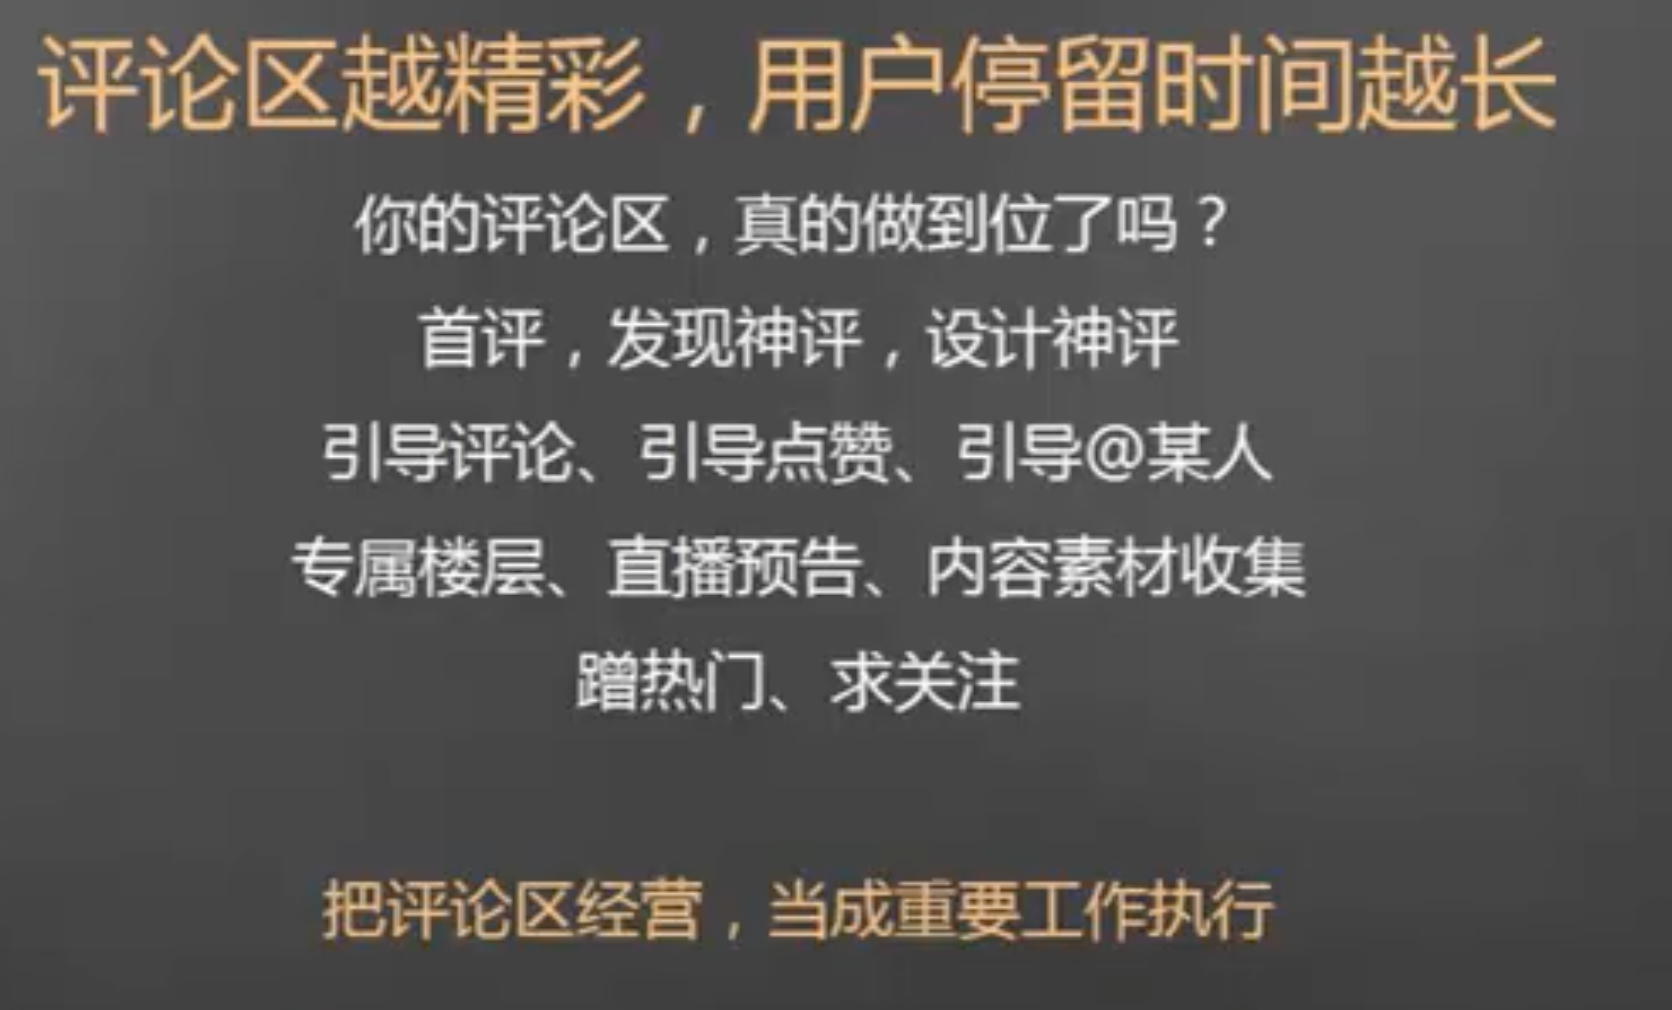 评论区越精彩，用户停留时间越长
你的评论区，真的做到位了吗？
首评，发现神评，设计神评
引导评论、引导点赞、引导@某人
专属楼层、直播预告、内容素材收集
蹭热门、求关注
把评论区经营，当成重要工作执行